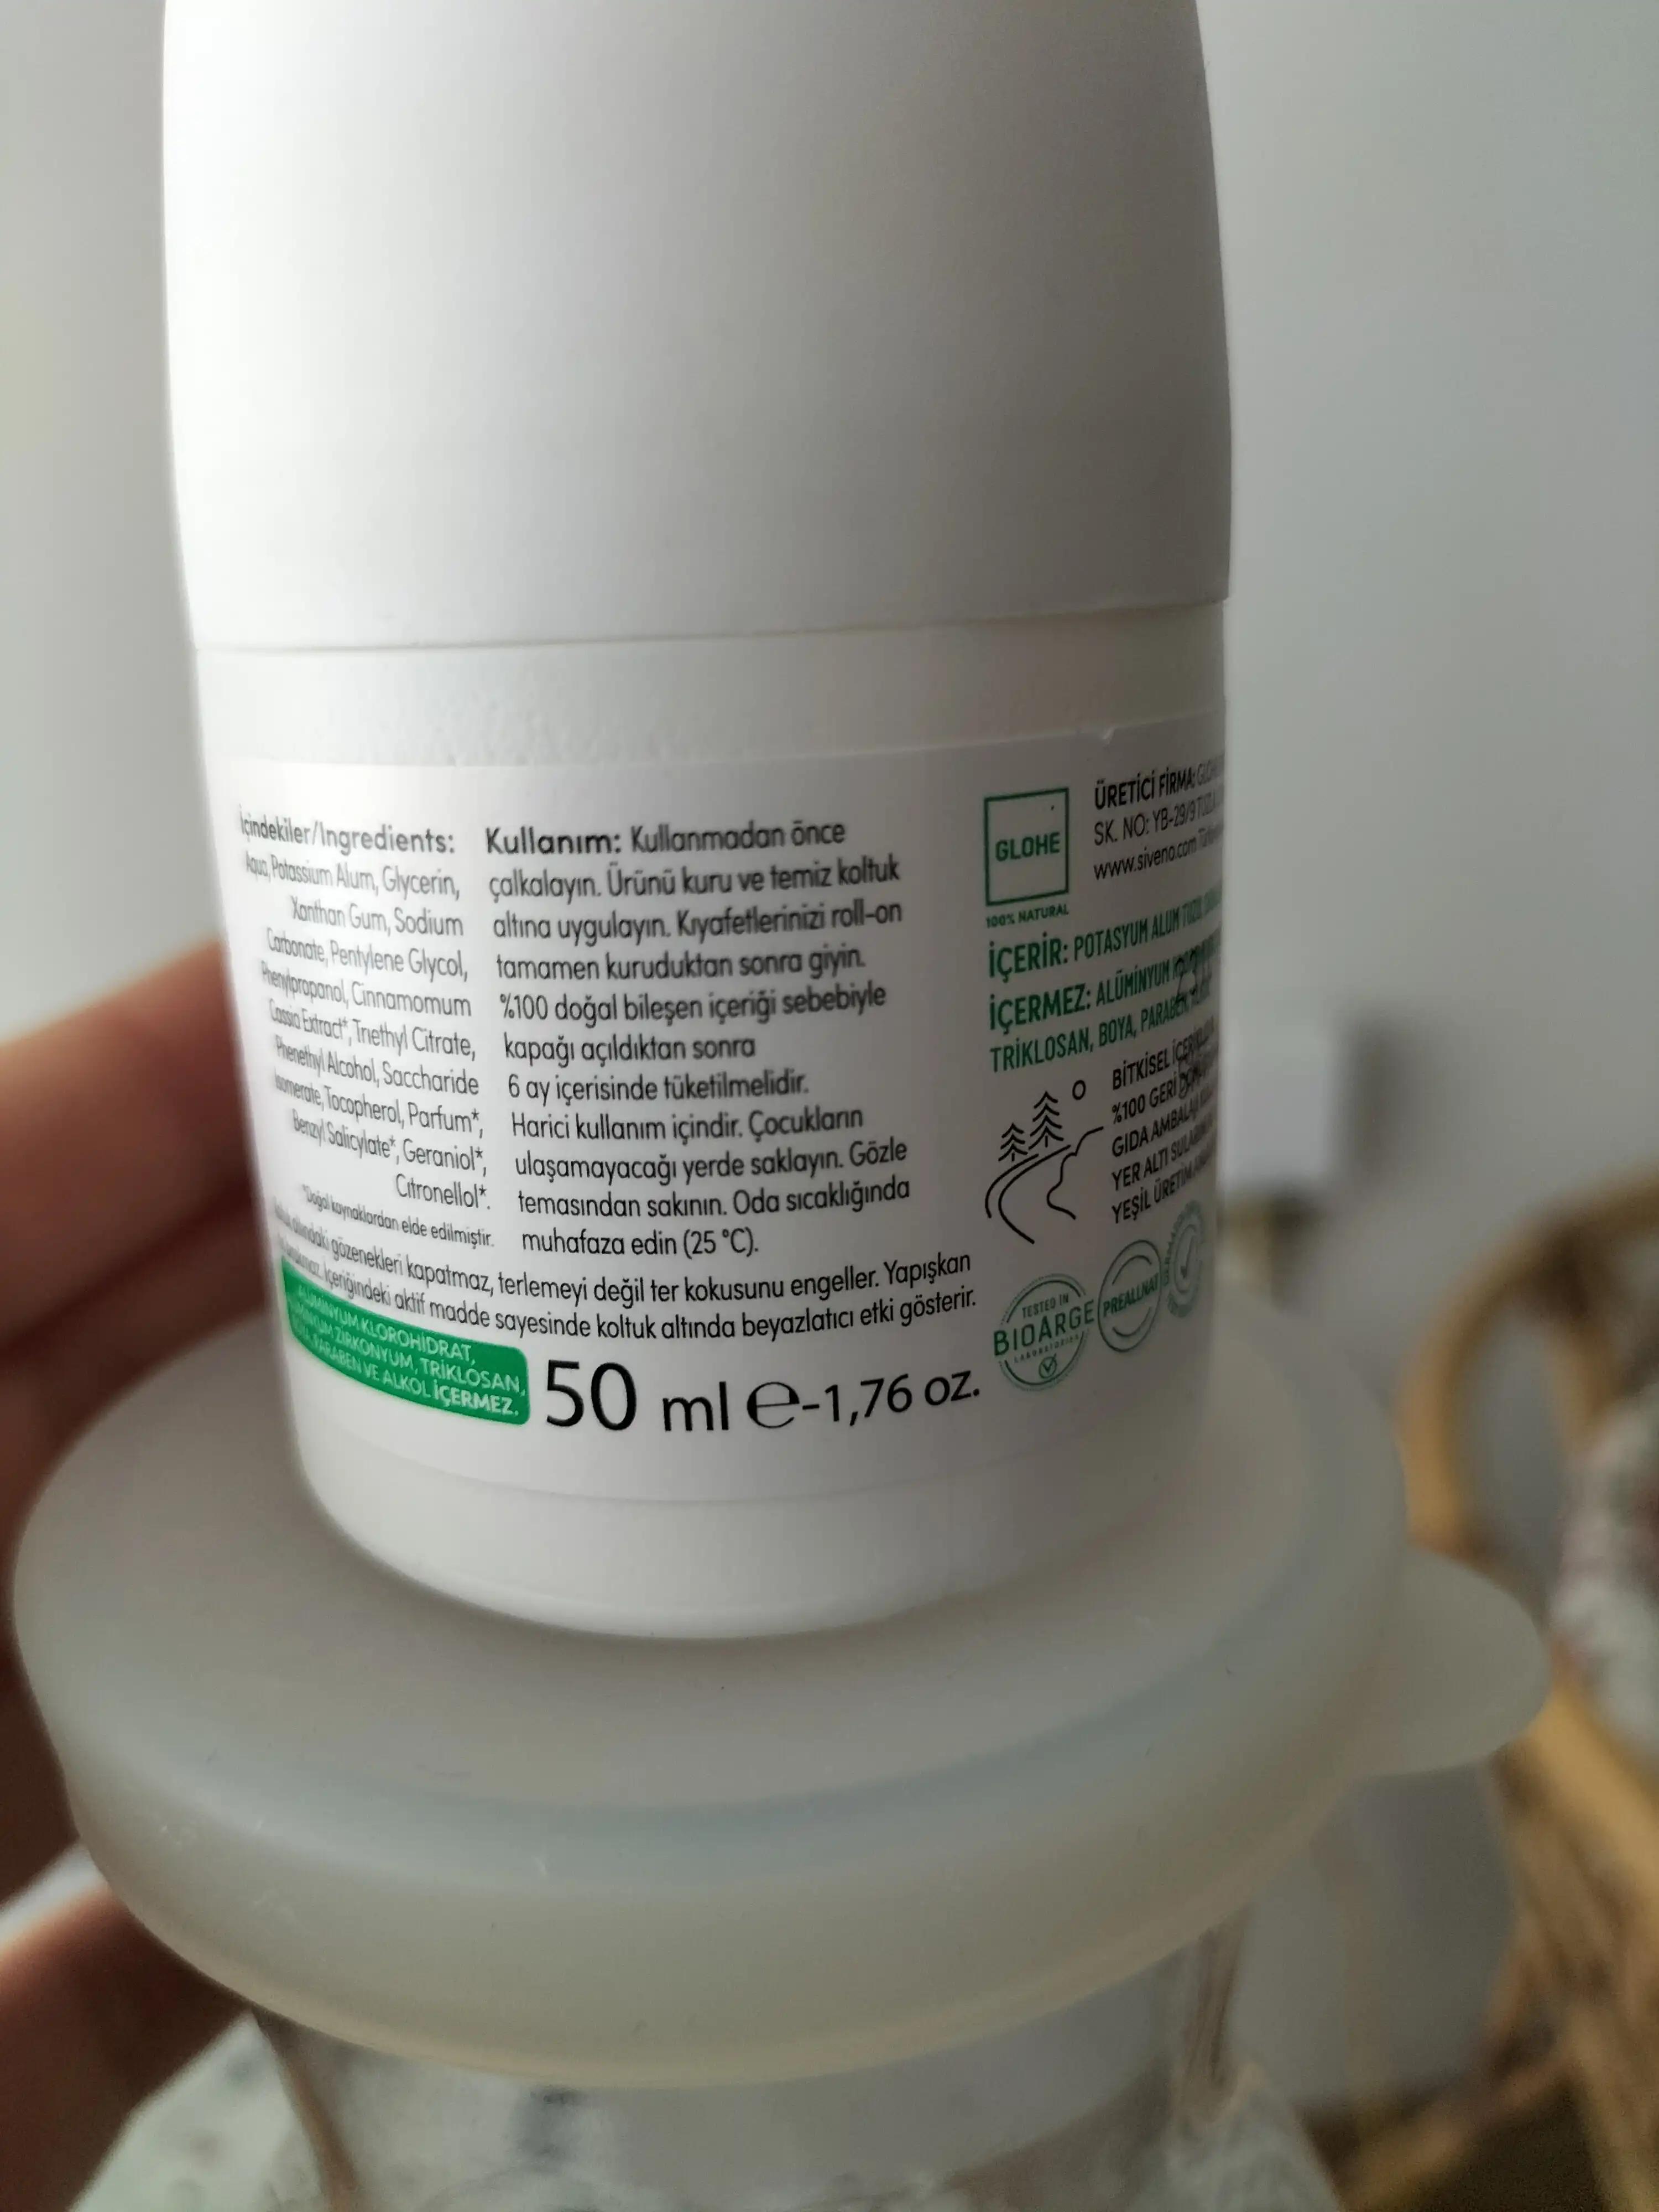 İçindekiler/Ingredients:
Aqua, Potassium Alum, Glycerin,
Xanthan Gum, Sodium
Carbonate, Pentylene Glycol,
Phenylpropanol, Cinnamomum
Cassia Extract*, Triethyl Citrate,
Phenethyl Alcohol, Saccharide
Isomerate, Tocopherol, Parfum*,
Benzyl Salicylate*, Geraniol*,
Citronellol*.
*Doğal kaynaklardan elde edilmiştir.
Kullanım: Kullanmadan önce
çalkalayın. Ürünü kuru ve temiz koltuk
altına uygulayın. Kıyafetlerinizi roll-on
tamamen kuruduktan sonra giyin.
%100 doğal bileşen içeriği sebebiyle
kapağı açıldıktan sonra
6 ay içerisinde tüketilmelidir.
Harici kullanım içindir. Çocukların
ulaşamayacağı yerde saklayın. Gözle
temasından sakının. Oda sıcaklığında
muhafaza edin (25 °C).
gözenekleri kapatmaz, terlemeyi değil ter kokusunu engeller. Yapışkan
İçeriğindeki aktif madde sayesinde koltuk altında beyazlatıcı etki gösterir.
ALÜMİNYUM KLOROHİDRAT,
ZİRKONYUM, TRİKLOSAN,
PARABEN VE ALKOL İÇERMEZ.
50 ml e-1,76 oz.
GLOHE
100% NATURAL
ÜRETİCİ FİRMA:
SK. NO: YB-29/9
www.siveno.com
İÇERİR: POTASYUM ALUM
İÇERMEZ: ALÜMİNYUM
TRİKLOSAN, BOYA,
BİTKİSEL
%100 GERİ
GIDA
YER ALTI
YEŞİL
TESTED IN
BIOARGE
LABORATORIES